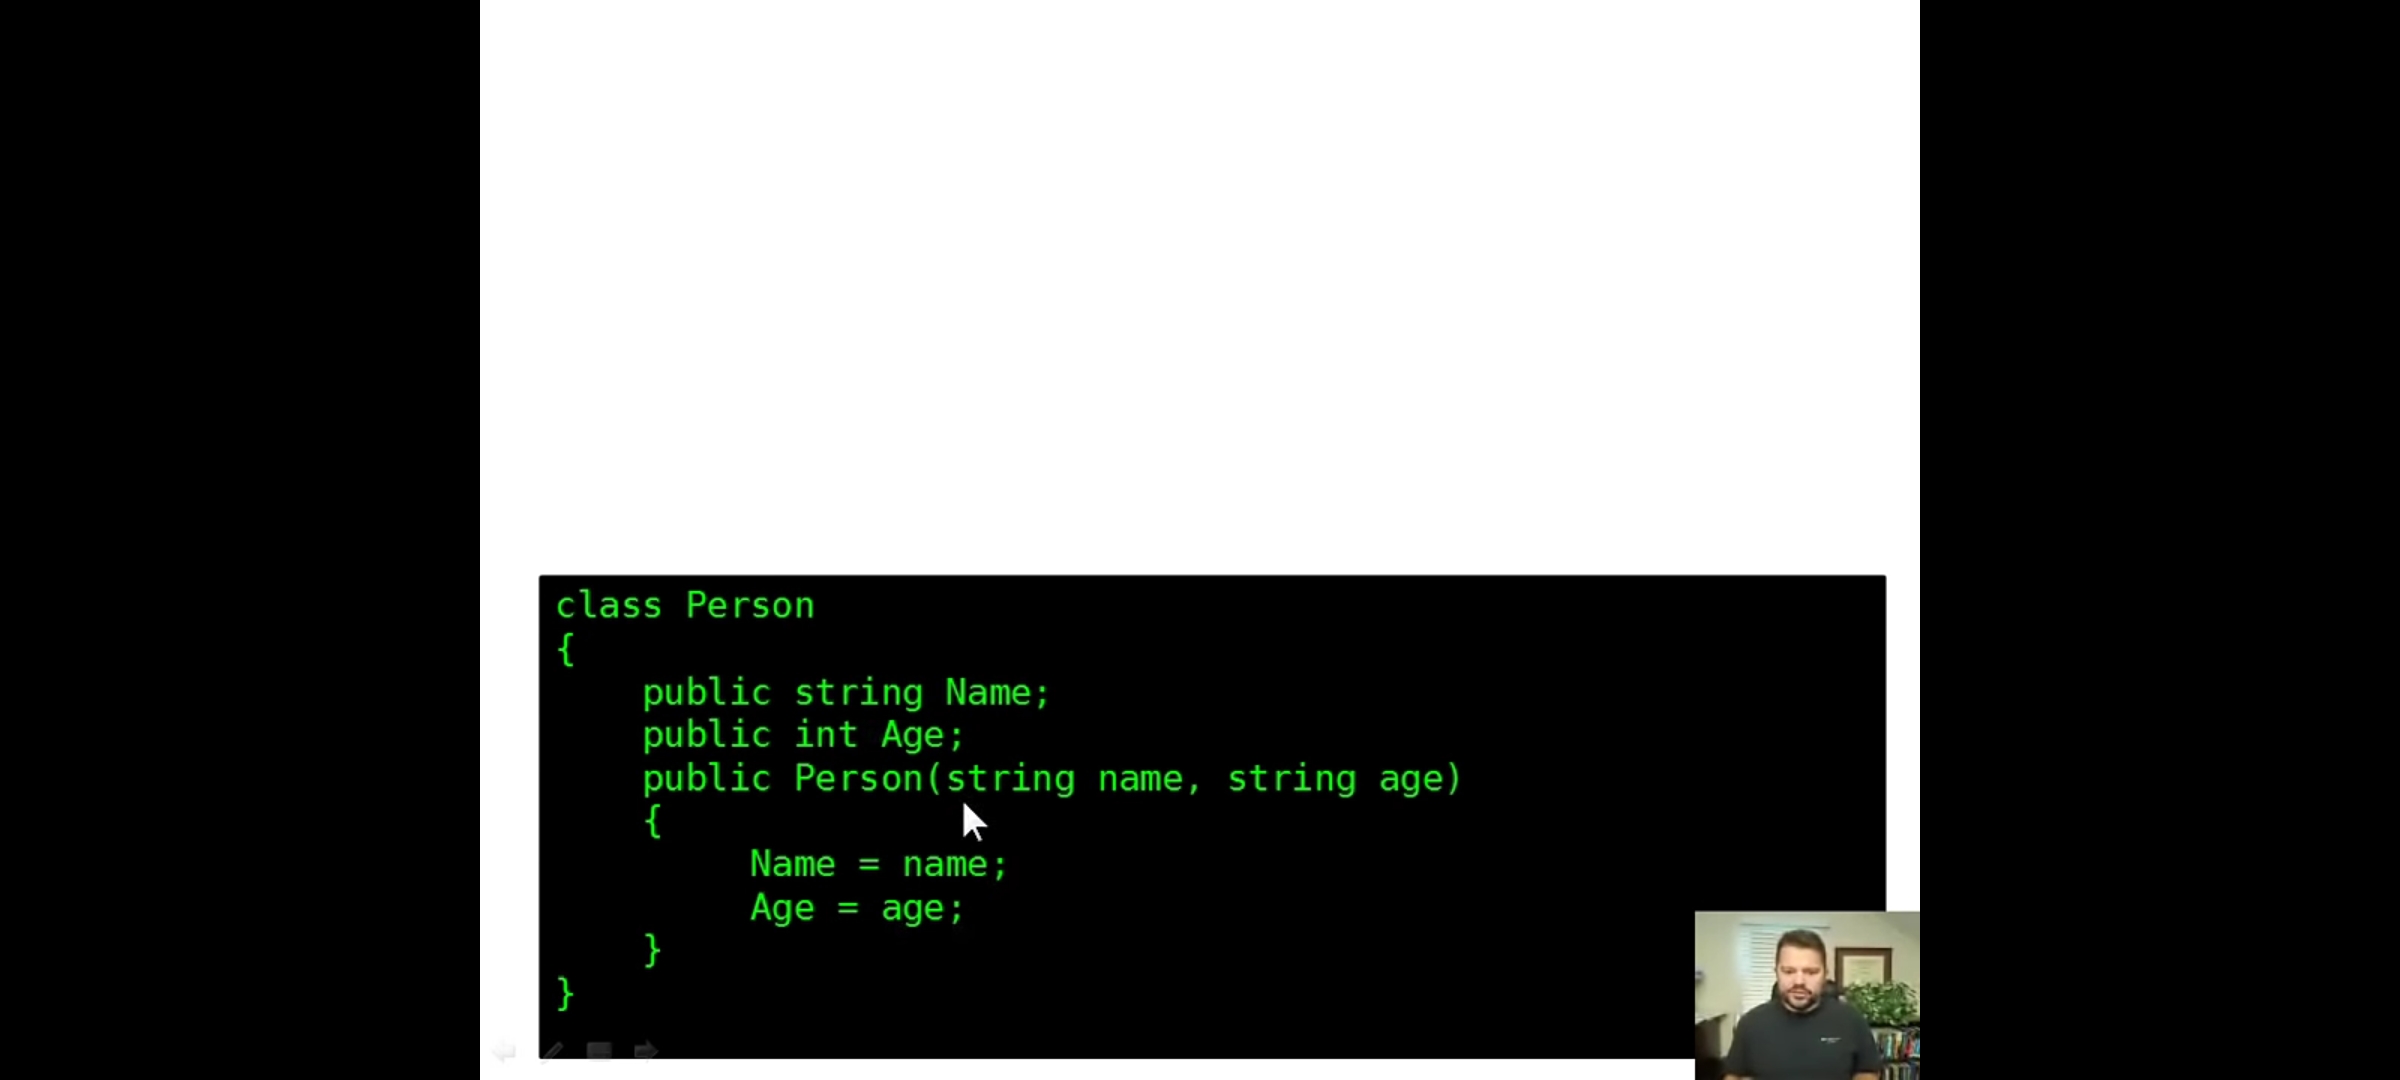 class Person
{
public string Name;
public int Age;
public Person(string name, string age)
{
Name = name;
Age = age;
}
}